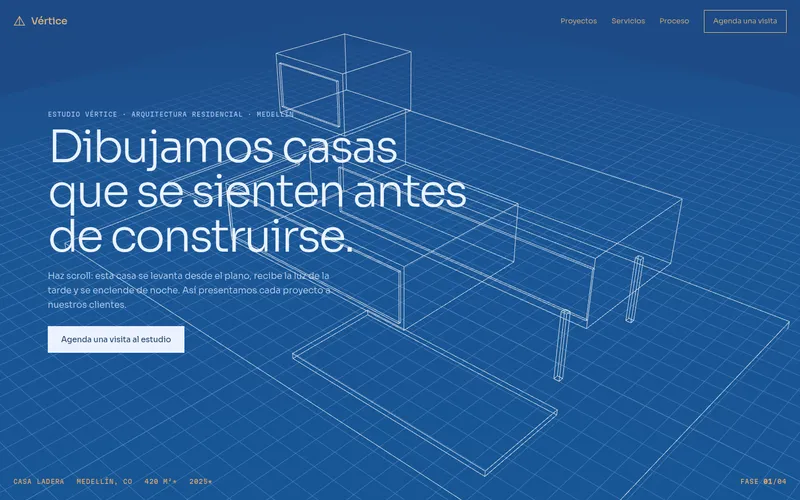 Vértice
Proyectos Servicios Proceso Agenda una visita
ESTUDIO VÉRTICE · ARQUITECTURA RESIDENCIAL · MEDELLÍN
Dibujamos casas
que se sienten antes
de construirse.
Haz scroll: esta casa se levanta desde el plano, recibe la luz de la
tarde y se enciende de noche. Así presentamos cada proyecto a
nuestros clientes.
Agenda una visita al estudio
CASA LADERA MEDELLÍN, CO 420 M²* 2025*
FASE 01/04